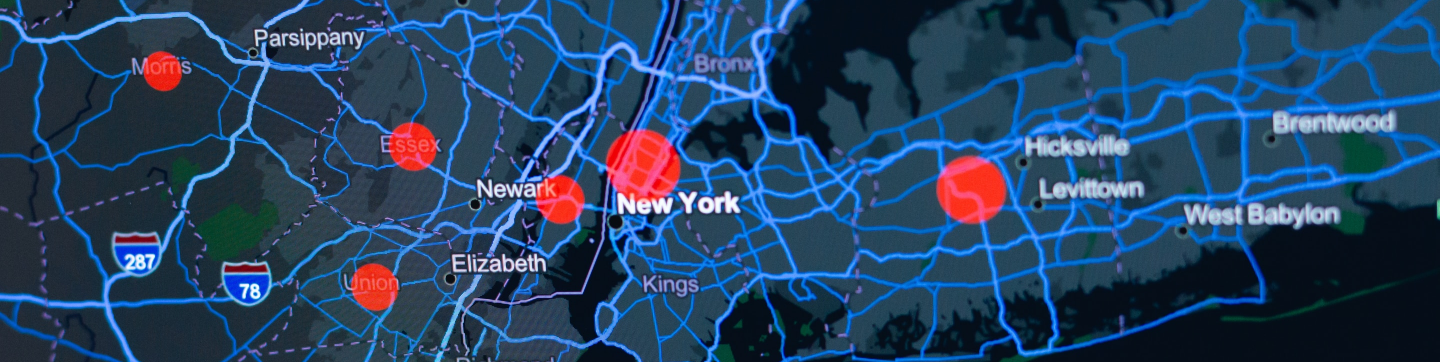 Parsippany
Morris
Bronx
Brentwood
Essex
Hicksville
Newark
Levittown
New York
West Babylon
287
Elizabeth
78
Union
Kings